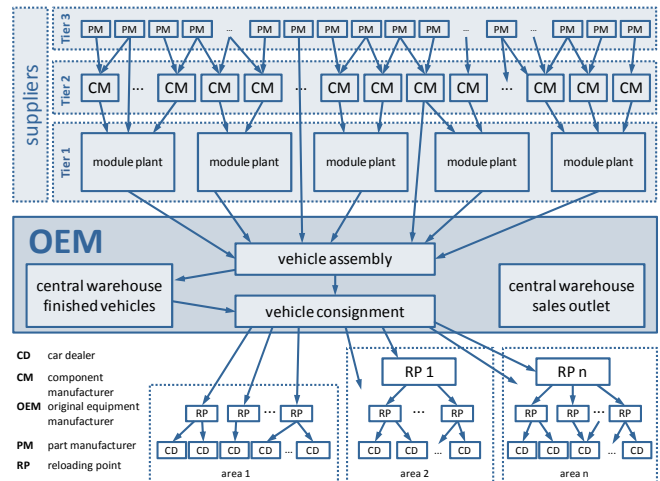 suppliers
Tier 3
PM PM PM PM ... PM PM PM PM PM ... PM ... PM PM PM
Tier 2
CM ... CM CM CM ... CM CM CM CM ... CM CM CM
Tier 1
module plant module plant module plant module plant module plant
OEM
vehicle assembly
central warehouse
finished vehicles
central warehouse
sales outlet
vehicle consignment
CD car dealer
CM component
manufacturer
OEM original equipment
manufacturer
PM part manufacturer
RP reloading point
RP 1
RP n
RP RP ... RP
RP ... RP
RP RP ... RP
CD CD CD CD ... CD
CD CD ... CD
CD CD CD ... CD
area 1
area 2
area n